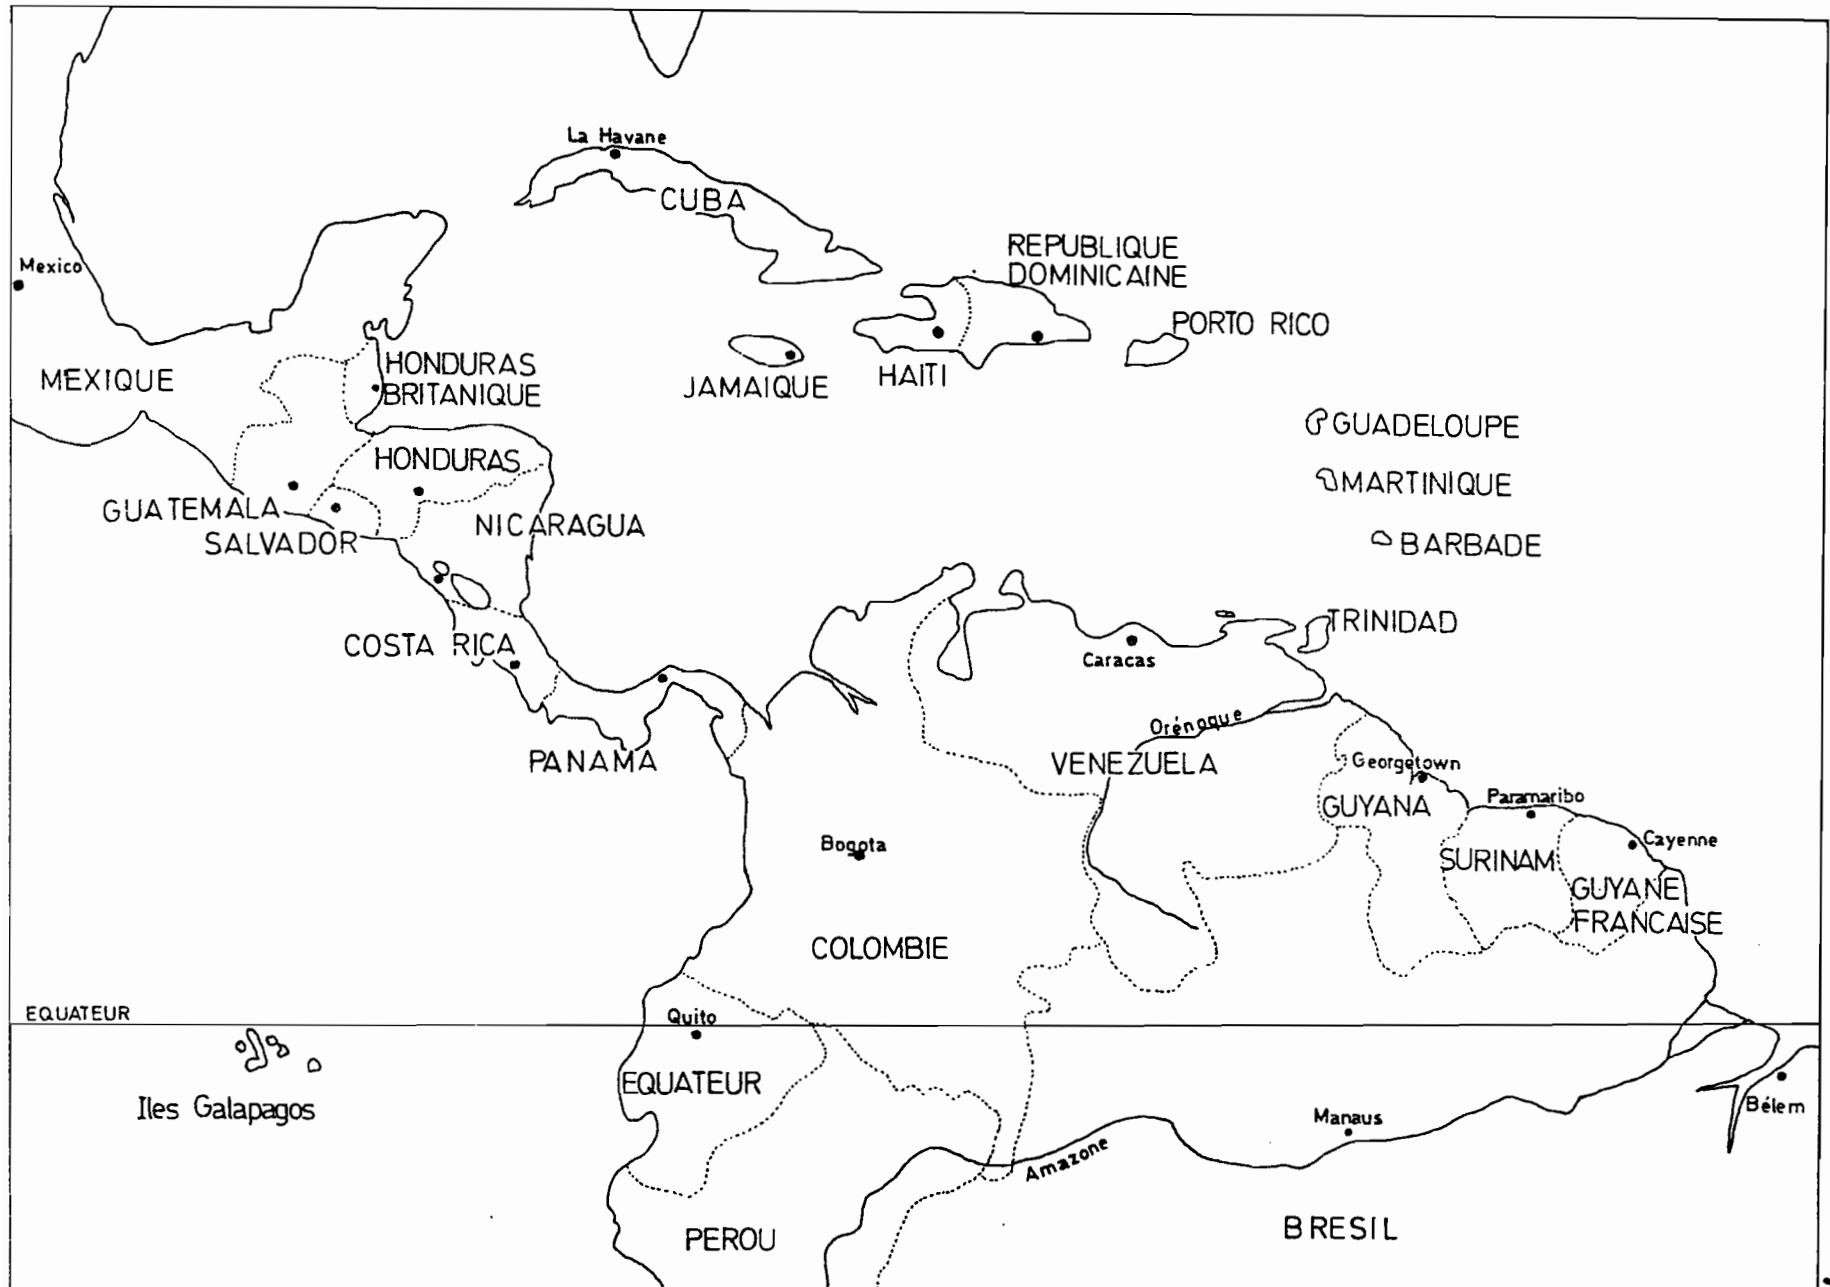 La Havane
CUBA
REPUBLIQUE
DOMINICAINE
Mexico
PORTO RICO
MEXIQUE
HONDURAS
BRITANIQUE
JAMAIQUE
HAITI
GUADELOUPE
HONDURAS
MARTINIQUE
GUATEMALA
NICARAGUA
SALVADOR
BARBADE
TRINIDAD
COSTA RICA
Caracas
Orénoque
PANAMA
VENEZUELA
Georgetown
GUYANA
Paramaribo
Bogota
Cayenne
SURINAM
GUYANE
FRANCAISE
COLOMBIE
EQUATEUR
Quito
EQUATEUR
Iles Galapagos
Manaus
Bélem
Amazone
PEROU
BRESIL